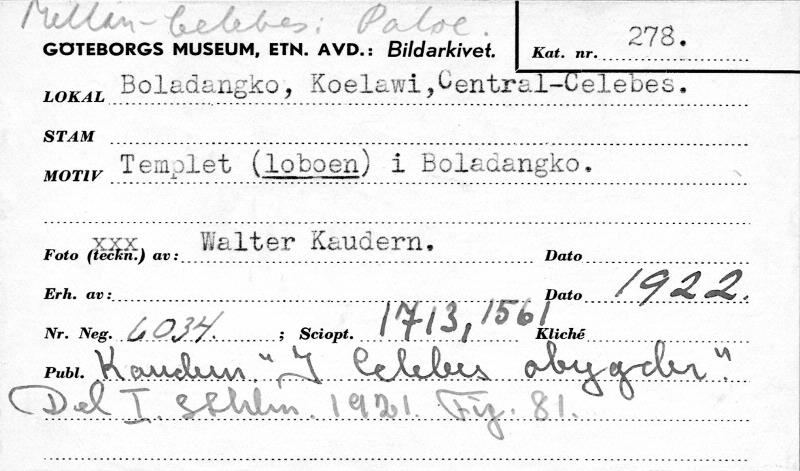 Mellan-Celebes: Paloe.
GÖTEBORGS MUSEUM, ETN. AVD.: Bildarkivet. Kat. nr. 278.
LOKAL Boladangko, Koelawi, Central-Celebes.
STAM
MOTIV Templet (loboen) i Boladangko.
Foto (teckn.) av: xxx Walter Kaudern. Dato
Erh. av: Dato 1922.
Nr. Neg. 6034. ; Sciopt. 1713, 1561 Kliché
Publ. Kaudern. "I Celebes obygder".
Del I. Sthlm. 1921. Fig. 81.